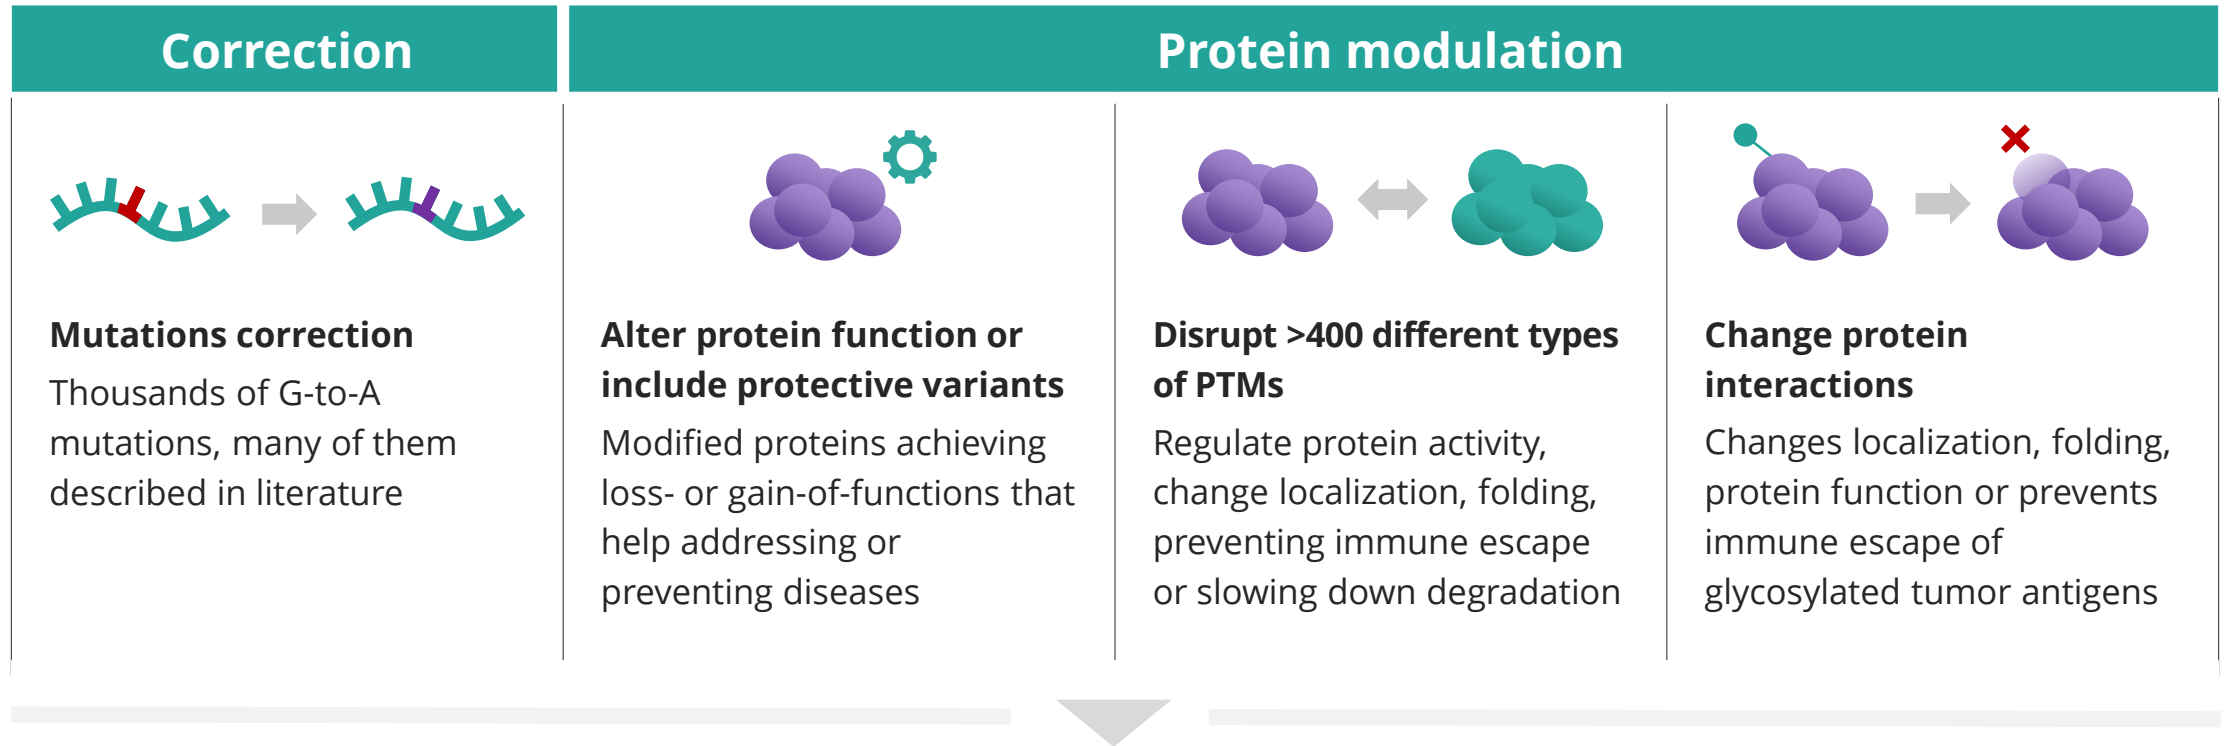 Correction
Protein modulation
Mutations correction
Thousands of G-to-A
mutations, many of them
described in literature
Alter protein function or
include protective variants
Modified proteins achieving
loss- or gain-of-functions that
help addressing or
preventing diseases
Disrupt >400 different types
of PTMs
Regulate protein activity,
change localization, folding,
preventing immune escape
or slowing down degradation
Change protein
interactions
Changes localization, folding,
protein function or prevents
immune escape of
glycosylated tumor antigens